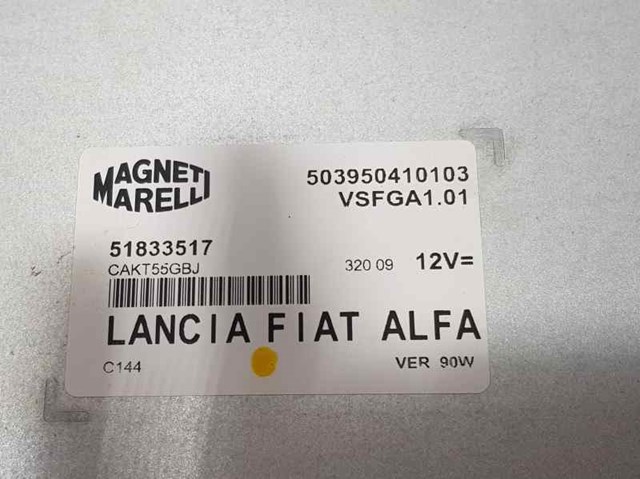 MAGNETI
MARELLI
503950410103
VSFGA1.01
51833517
CAKT55GBJ
320 09 12V=
LANCIA FIAT ALFA
C144 VER 90W